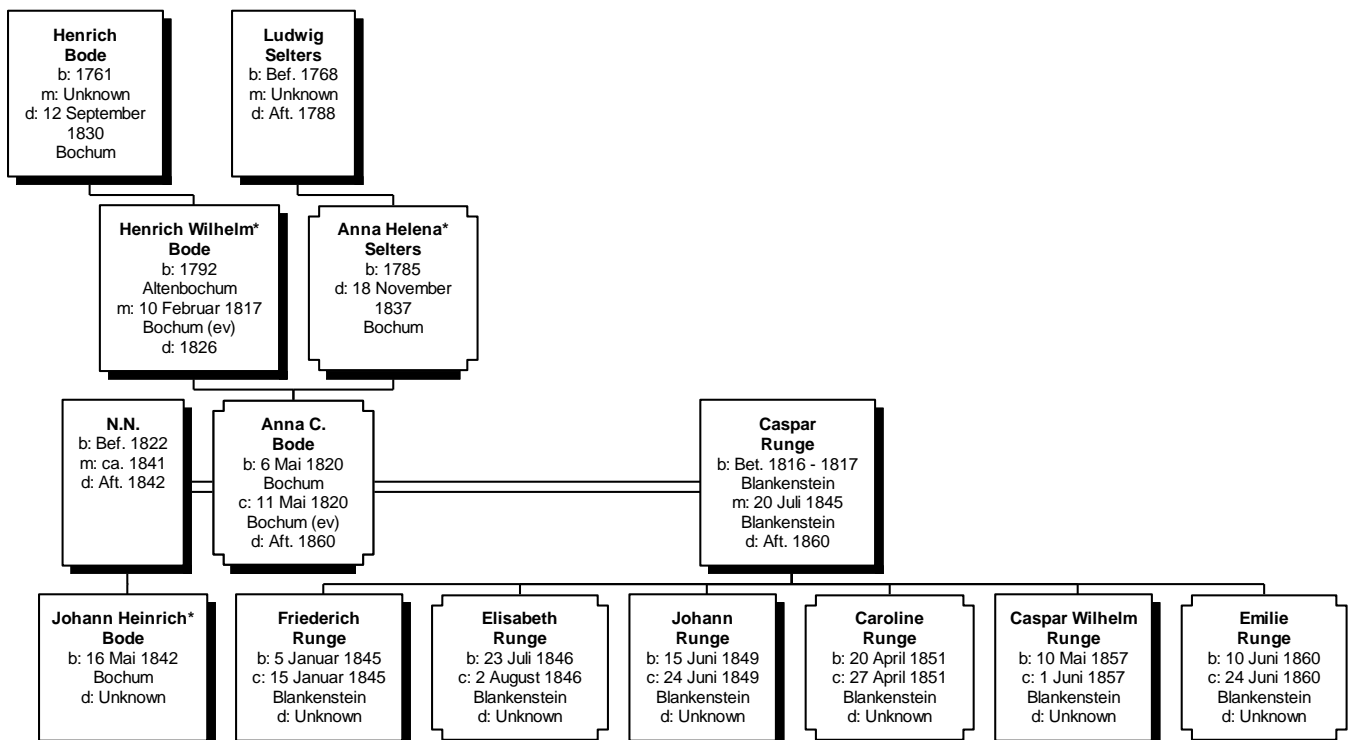 Henrich
Bode
b: 1761
m: Unknown
d: 12 September
1830
Bochum
Ludwig
Selters
b: Bef. 1768
m: Unknown
d: Aft. 1788
Henrich Wilhelm*
Bode
b: 1792
Altenbochum
m: 10 Februar 1817
Bochum (ev)
d: 1826
Anna Helena*
Selters
b: 1785
d: 18 November
1837
Bochum
N.N.
b: Bef. 1822
m: ca. 1841
d: Aft. 1842
Anna C.
Bode
b: 6 Mai 1820
Bochum
c: 11 Mai 1820
Bochum (ev)
d: Aft. 1860
Caspar
Runge
b: Bet. 1816 - 1817
Blankenstein
m: 20 Juli 1845
Blankenstein
d: Aft. 1860
Johann Heinrich*
Bode
b: 16 Mai 1842
Bochum
d: Unknown
Friederich
Runge
b: 5 Januar 1845
c: 15 Januar 1845
Blankenstein
d: Unknown
Elisabeth
Runge
b: 23 Juli 1846
c: 2 August 1846
Blankenstein
d: Unknown
Johann
Runge
b: 15 Juni 1849
c: 24 Juni 1849
Blankenstein
d: Unknown
Caroline
Runge
b: 20 April 1851
c: 27 April 1851
Blankenstein
d: Unknown
Caspar Wilhelm
Runge
b: 10 Mai 1857
c: 1 Juni 1857
Blankenstein
d: Unknown
Emilie
Runge
b: 10 Juni 1860
c: 24 Juni 1860
Blankenstein
d: Unknown